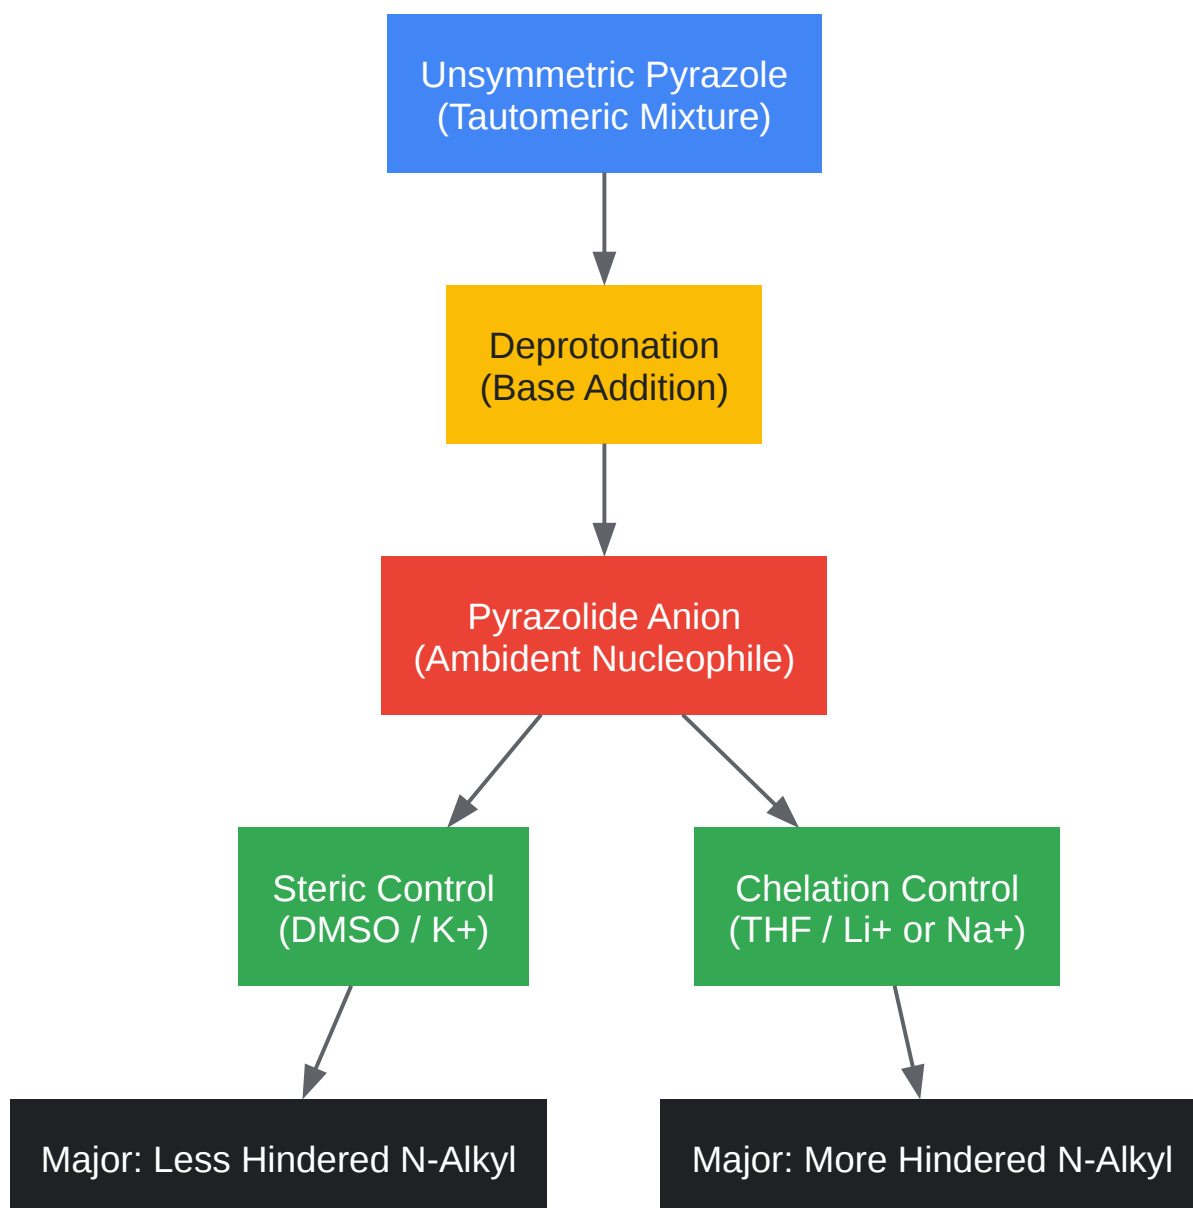 Unsymmetric Pyrazole
(Tautomeric Mixture)
Deprotonation
(Base Addition)
Pyrazolide Anion
(Ambident Nucleophile)
Steric Control
(DMSO / K+)
Chelation Control
(THF / Li+ or Na+)
Major: Less Hindered N-Alkyl
Major: More Hindered N-Alkyl